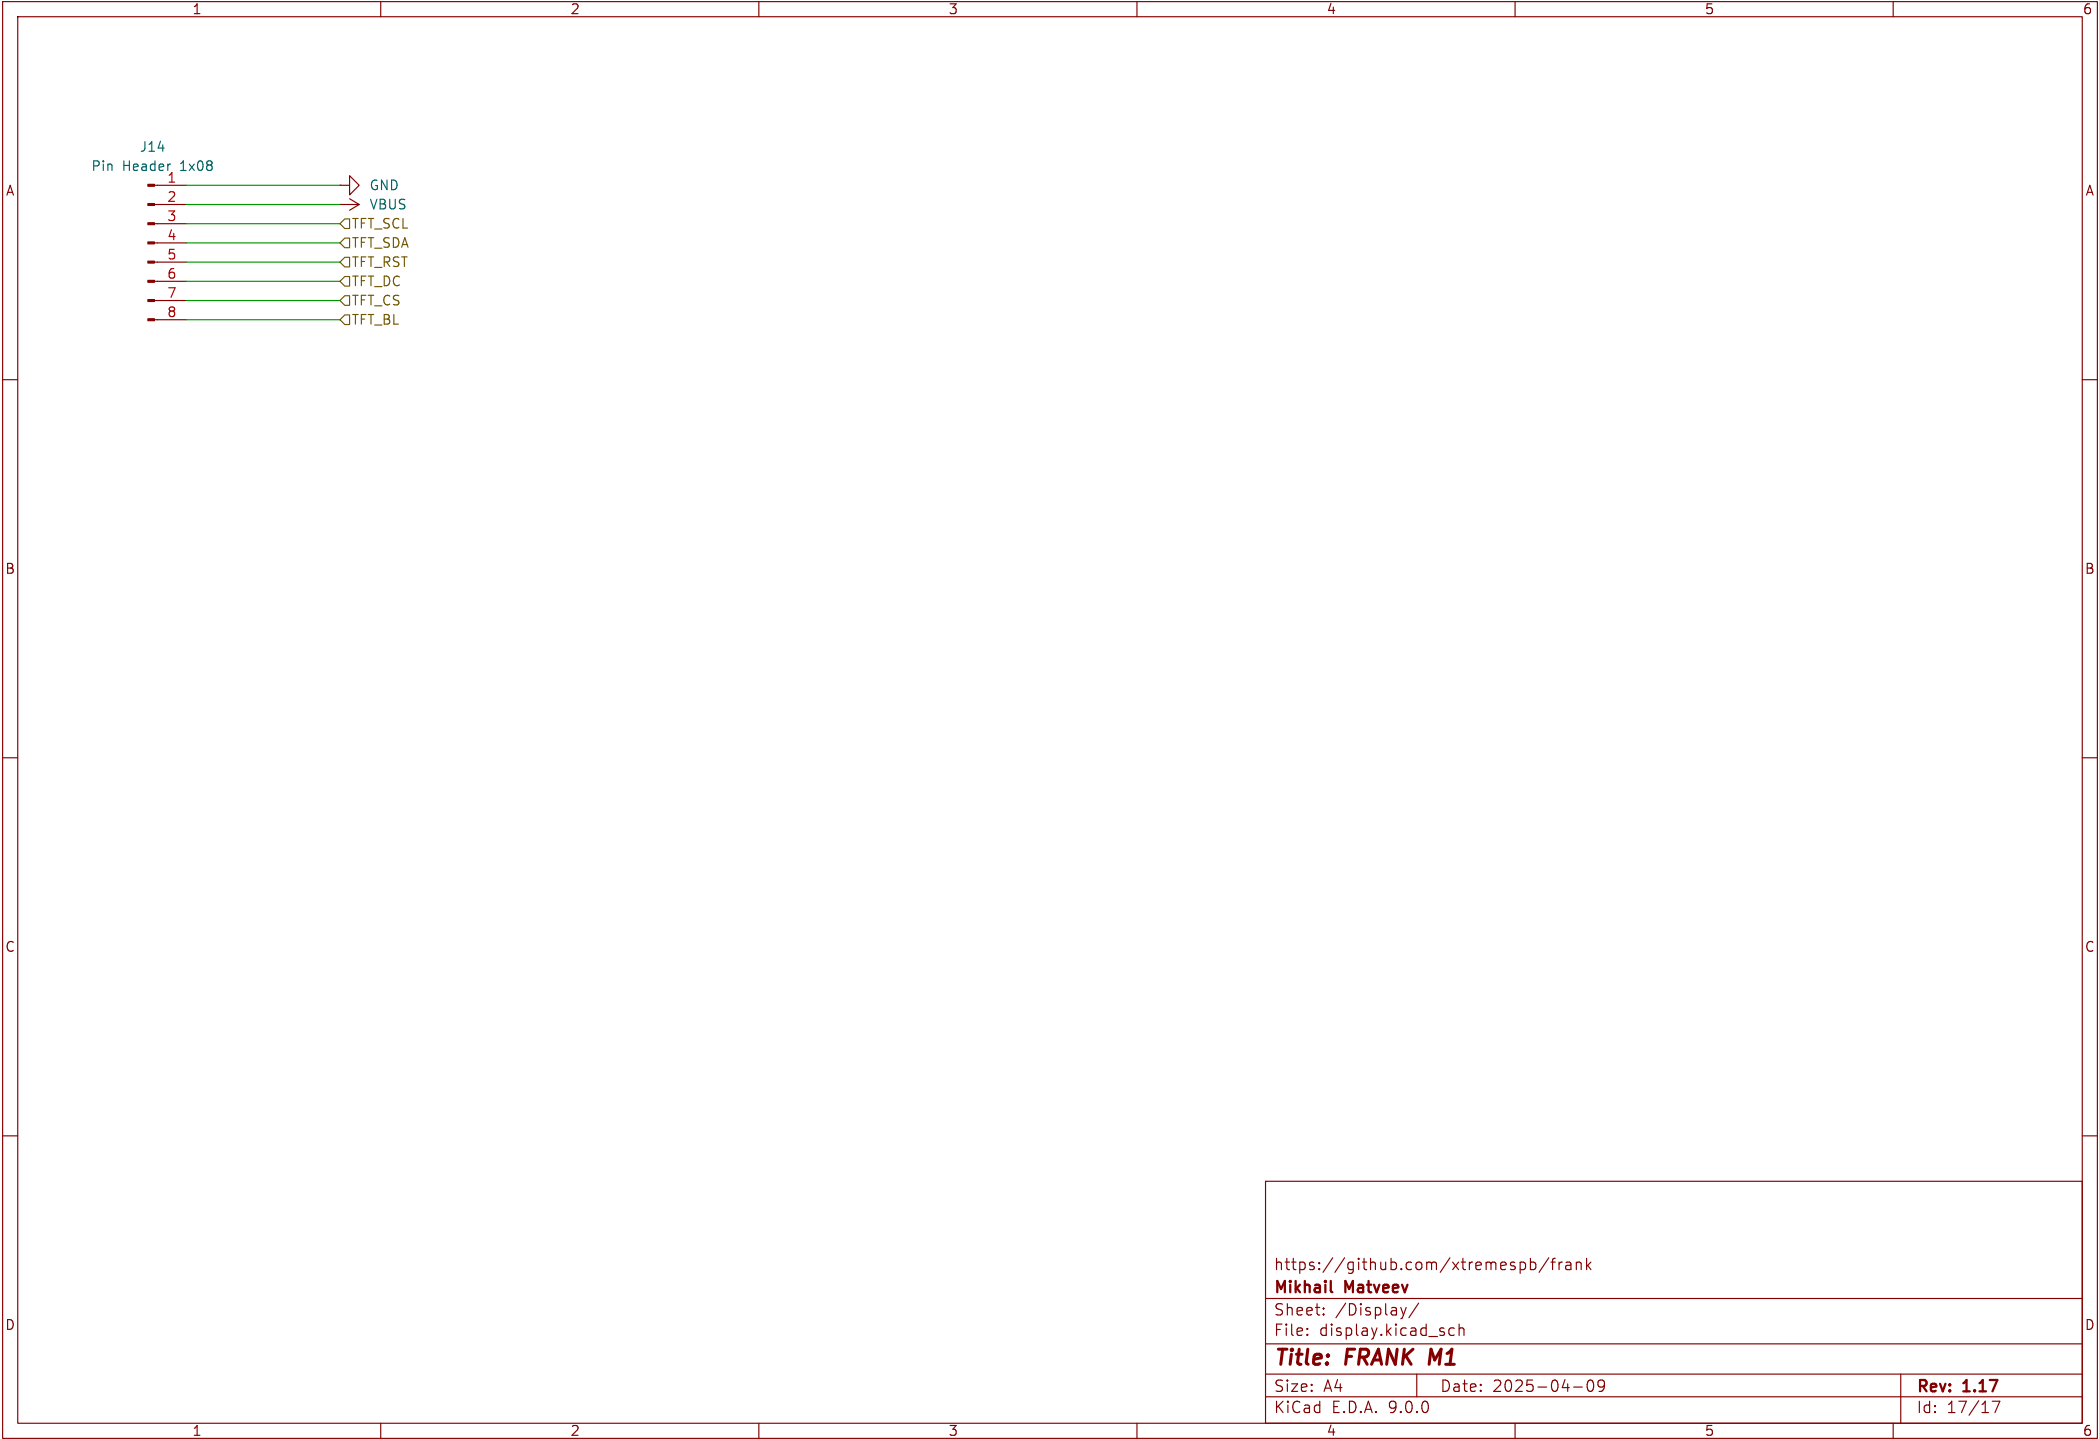 1 2 3 4 5 6
J14
Pin Header 1x08
A A
1 GND
2 VBUS
3 TFT_SCL
4 TFT_SDA
5 TFT_RST
6 TFT_DC
7 TFT_CS
8 TFT_BL
B B
C C
https://github.com/xtremespb/frank
Mikhail Matveev
Sheet: /Display/
D D
File: display.kicad_sch
Title: FRANK M1
Size: A4 Date: 2025-04-09 Rev: 1.17
KiCad E.D.A. 9.0.0 Id: 17/17
1 2 3 4 5 6